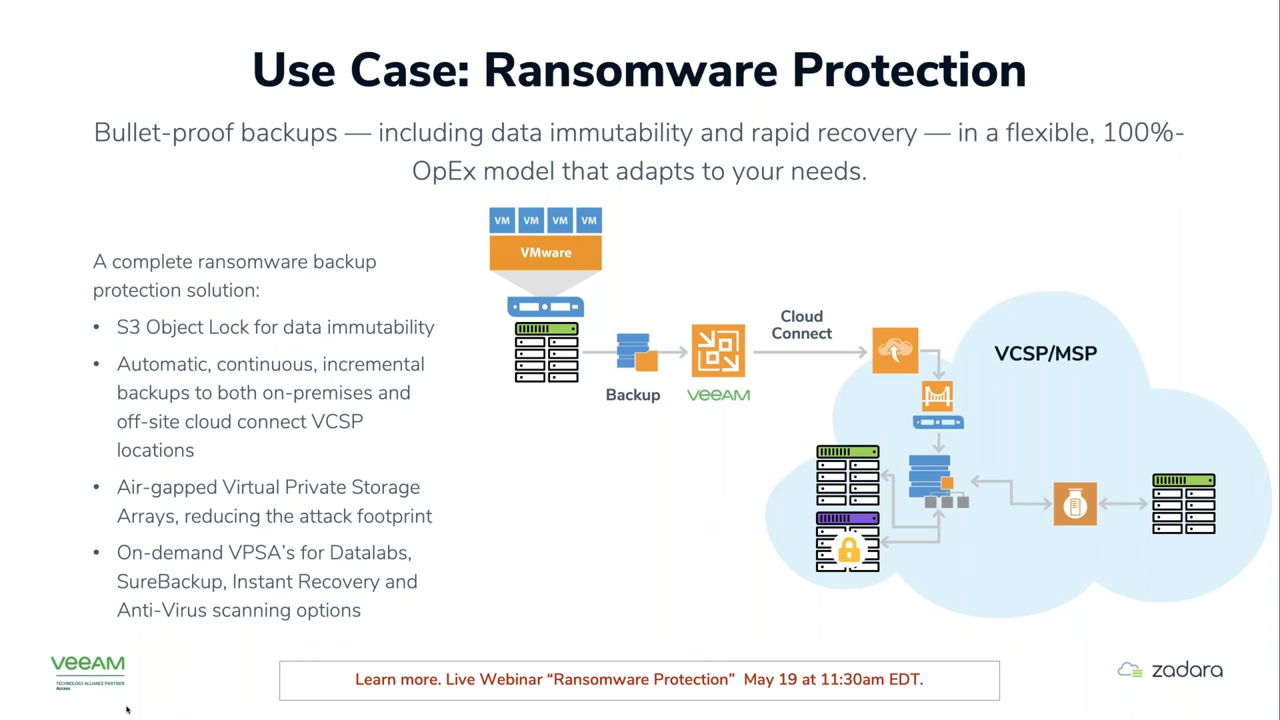 Use Case: Ransomware Protection
Bullet-proof backups — including data immutability and rapid recovery — in a flexible, 100%-
OpEx model that adapts to your needs.
A complete ransomware backup
protection solution:
• S3 Object Lock for data immutability
• Automatic, continuous, incremental
backups to both on-premises and
off-site cloud connect VCSP
locations
• Air-gapped Virtual Private Storage
Arrays, reducing the attack footprint
• On-demand VPSA's for Datalabs,
SureBackup, Instant Recovery and
Anti-Virus scanning options
VM VM VM VM
VMware
Backup
veeam
Cloud
Connect
VCSP/MSP
veeam
TECHNOLOGY ALLIANCE PARTNER
Access
Learn more. Live Webinar “Ransomware Protection” May 19 at 11:30am EDT.
zadara